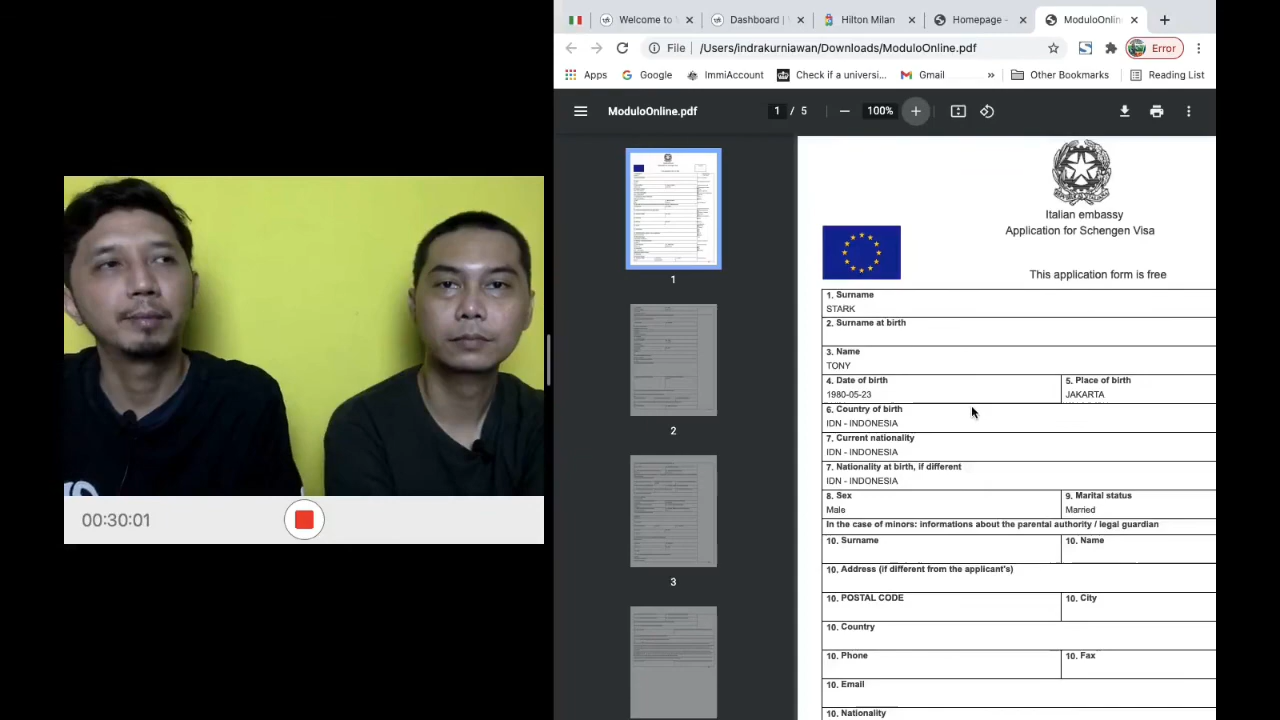 Welcome to
Dashboard |
Hilton Milan
Homepage -
ModuloOnlin
File
/Users/indrakurniawan/Downloads/ModuloOnline.pdf
Error
Apps
Google
ImmiAccount
Check if a universi...
Gmail
»
Other Bookmarks
Reading List
ModuloOnline.pdf
1 / 5
100%
1
2
3
00:30:01
Italian embassy
Application for Schengen Visa
This application form is free
1. Surname
STARK
2. Surname at birth
3. Name
TONY
4. Date of birth
1980-05-23
5. Place of birth
JAKARTA
6. Country of birth
IDN - INDONESIA
7. Current nationality
IDN - INDONESIA
7. Nationality at birth, if different
IDN - INDONESIA
8. Sex
Male
9. Marital status
Married
In the case of minors: informations about the parental authority / legal guardian
10. Surname
10. Name
10. Address (if different from the applicant's)
10. POSTAL CODE
10. City
10. Country
10. Phone
10. Fax
10. Email
10. Nationality